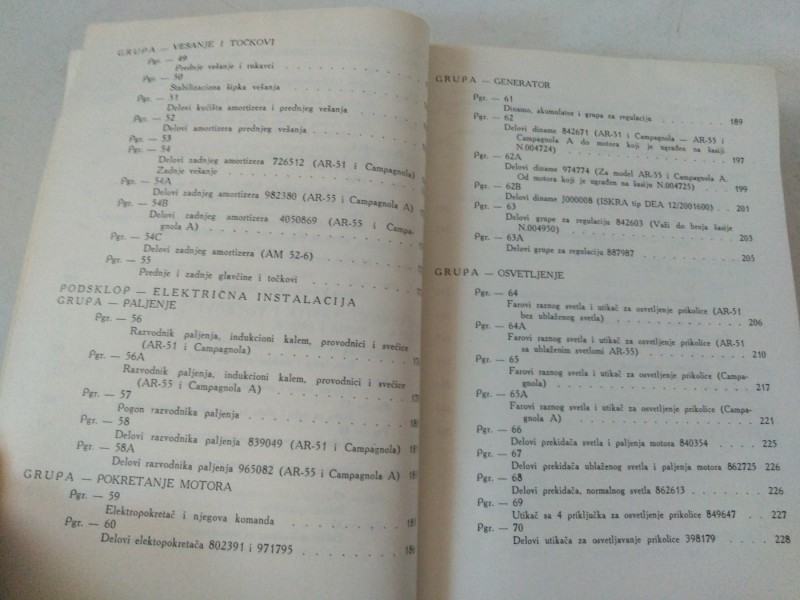 GRUPA — VEŠANJE I TOČKOVI
Pgr. — 49
Prednje vešanje i rukavci
Pgr. — 50
Stabilizaciona šipka vešanja
Pgr. — 51
Delovi kućišta amortizera i prednjeg vešanja
Pgr. — 52
Delovi amortizera prednjeg vešanja
Pgr. — 53
Pgr. — 54
Delovi zadnjeg amortizera 726512 (AR-51 i Campagnola)
Zadnje vešanje
Pgr. — 54A
Delovi zadnjeg amortizera 982380 (AR-55 i Campagnola A)
Pgr. — 54B
Delovi zadnjeg amortizera 4050869 (AR-55 i Campa-
gnola A)
Pgr. — 54C
Delovi zadnjeg amortizera (AM 52-6)
Pgr. — 55
Prednje i zadnje glavčine i točkovi
PODSKLOP — ELEKTRIČNA INSTALACIJA
GRUPA — PALJENJE
Pgr. — 56
Razvodnik paljenja, indukcioni kalem, provodnici i svećice
(AR-51 i Campagnola)
Pgr. — 56A
Razvodnik paljenja, indukcioni kalem, provodnici i svećice
(AR-55 i Campagnola A)
Pgr. — 57
Pogon razvodnika paljenja
Pgr. — 58
Delovi razvodnika paljenja 839049 (AR-51 i Campagnola)
Pgr. — 58A
Delovi razvodnika paljenja 965082 (AR-55 i Campagnola A)
GRUPA — POKRETANJE MOTORA
Pgr. — 59
Elektropokretač i njegova komanda
Pgr. — 60
Delovi elektopokretača 802391 i 971795
GRUPA — GENERATOR
Pgr. — 61
Dinamo, akumulator i grupa za regulaciju 189
Pgr. — 62
Delovi diname 842671 (AR-51 i Campagnola — AR-55 i
Campagnola A do motora koji je ugrađen na šasiji
N.004724) 197
Pgr. — 62A
Delovi diname 974774 (Za model AR-55 i Campagnola A.
Od motora koji je ugrađen na šasiju N.004725) 199
Pgr. — 62B
Delovi diname J000008 (ISKRA tip DEA 12/2001600) 201
Pgr. — 63
Delovi grupe za regulaciju 842603 (Važi do broja šasije
N.004950) 203
Pgr. — 63A
Delovi grupe za regulaciju 887987 205
GRUPA — OSVETLJENJE
Pgr. — 64
Farovi raznog svetla i utikač za osvetljenje prikolice (AR-51
bez ublaženog svetla) 206
Pgr. — 64A
Farovi raznog svetla i utikač za osvetljenje prikolice (AR-51
sa ublaženim svetlomi AR-55) 210
Pgr. — 65
Farovi raznog svetla i utikač za osvetljenje prikolice (Campa-
gnola) 217
Pgr. — 65A
Farovi raznog svetla i utikač za osvetljenje prikolice (Campa-
gnola A) 221
Pgr. — 66
Delovi prekidača svetla i paljenja motora 840354 225
Pgr. — 67
Delovi prekidača ublaženog svetla i paljenja motora 862725 226
Pgr. — 68
Delovi prekidača, normalnog svetla 862613 226
Pgr. — 69
Utikač sa 4 priključka za osvetljenje prikolice 849647 227
Pgr. — 70
Delovi utikača za osvetljavanje prikolice 398179 228